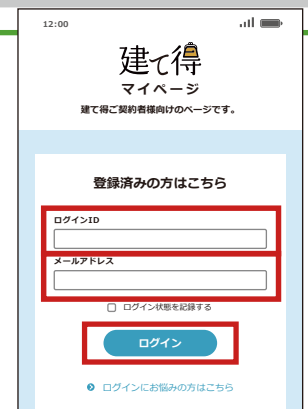 12:00
建て得
マイページ
建て得ご契約者様向けのページです。
登録済みの方はこちら
ログインID
メールアドレス
ログイン状態を記録する
ログイン
ログインにお悩みの方はこちら